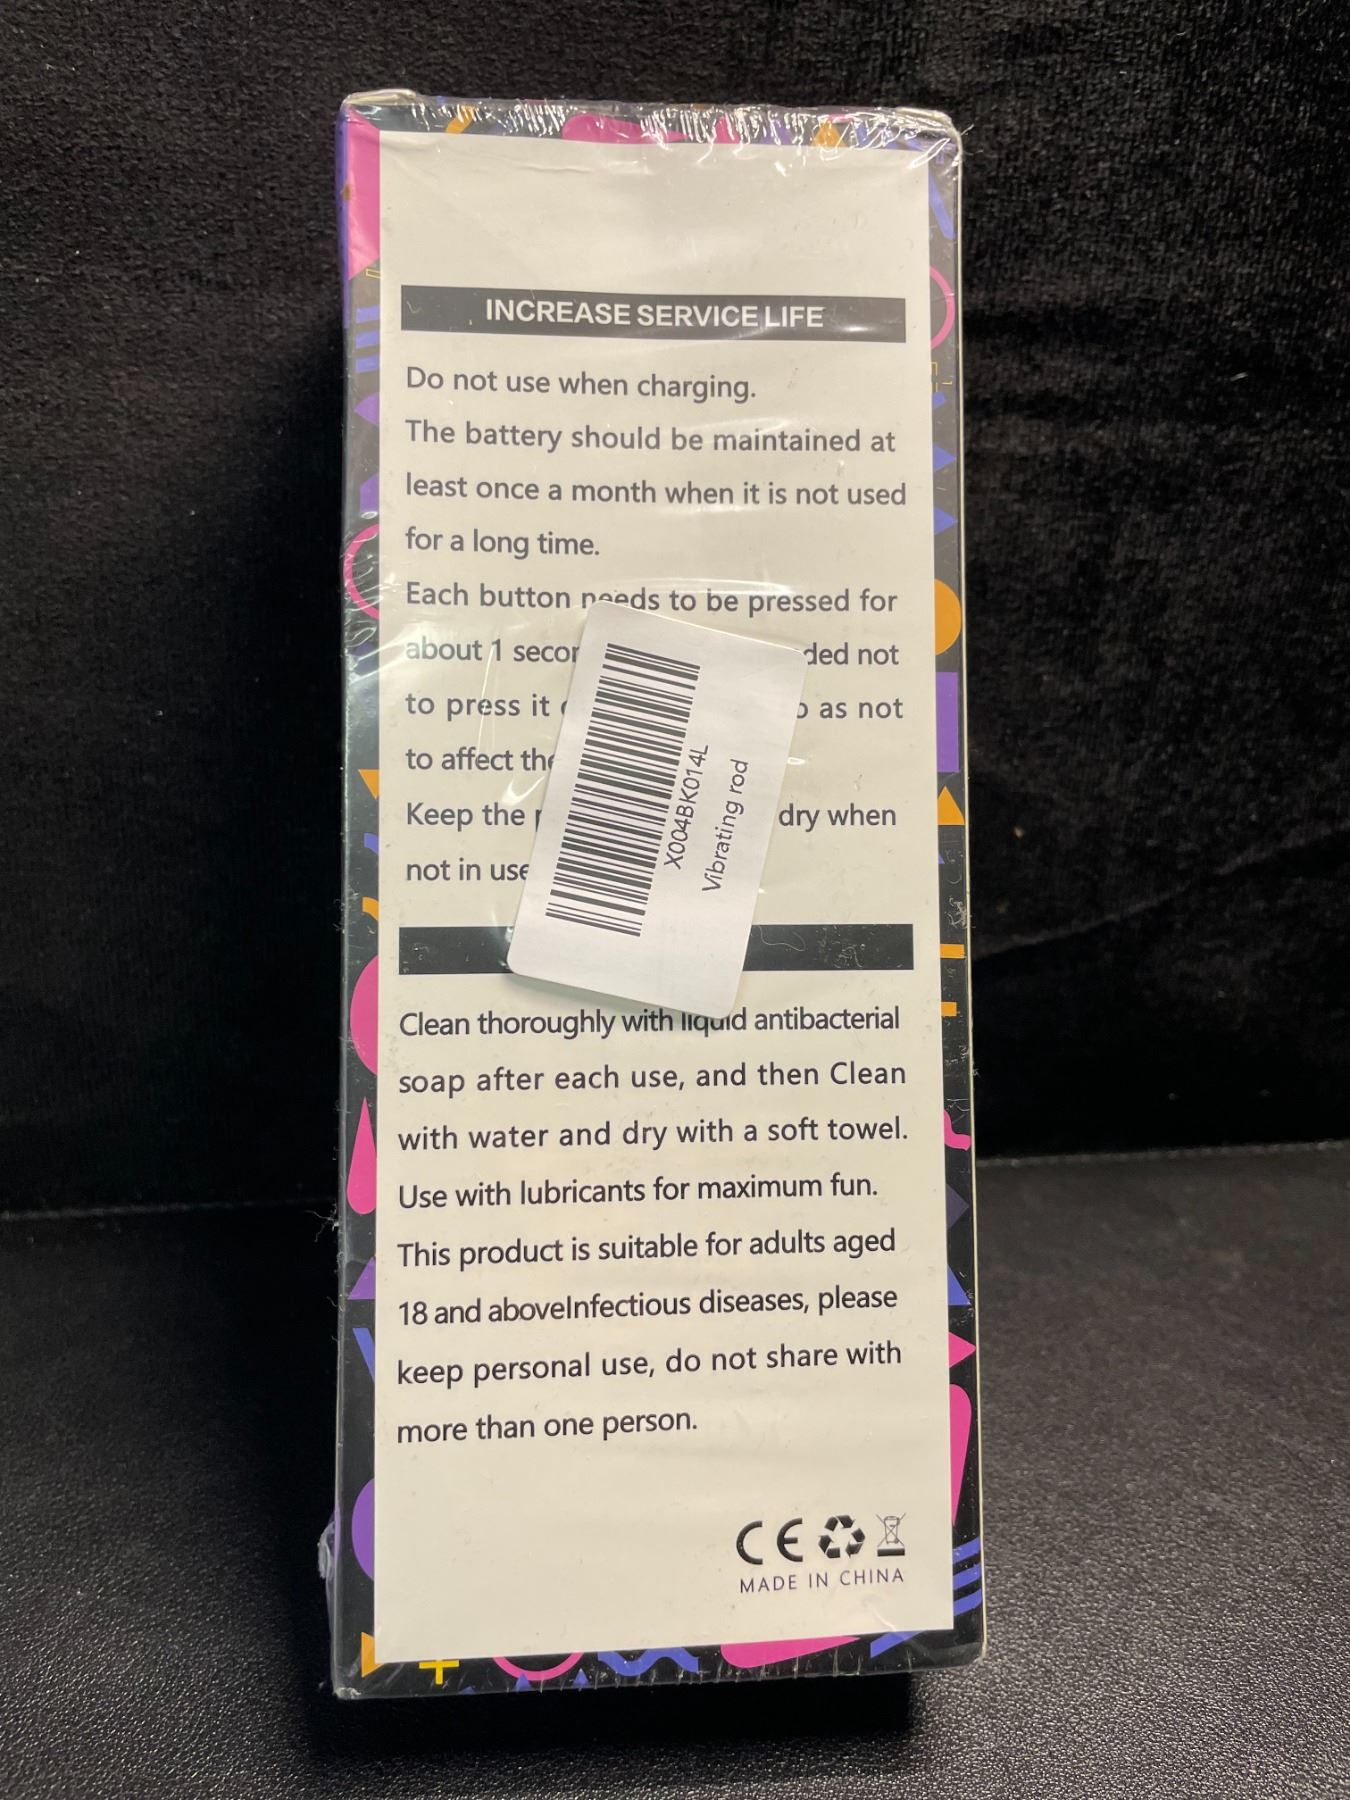 INCREASE SERVICE LIFE
Do not use when charging.
The battery should be maintained at
least once a month when it is not used
for a long time.
Each button needs to be pressed for
about 1 not
to press it as not
to affect
Keep the dry when
not in
X004BK014L
Vibrating rod
Clean thoroughly with liquid antibacterial
soap after each use, and then Clean
with water and dry with a soft towel.
Use with lubricants for maximum fun.
This product is suitable for adults aged
18 and aboveInfectious diseases, please
keep personal use, do not share with
more than one person.
CE
MADE IN CHINA